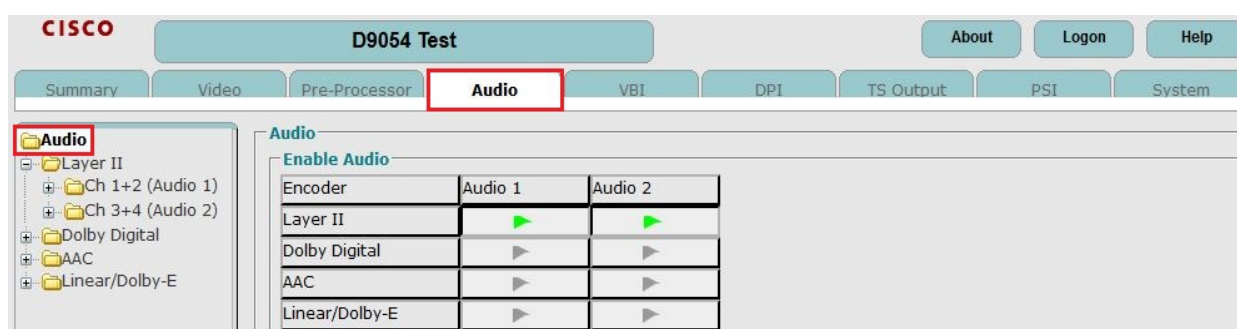 CISCO
D9054 Test
About Logon Help
Summary Video Pre-Processor Audio VBI DPI TS Output PSI System
Audio
Layer II
Ch 1+2 (Audio 1)
Ch 3+4 (Audio 2)
Dolby Digital
AAC
Linear/Dolby-E
Audio
Enable Audio
Encoder Audio 1 Audio 2
Layer II
Dolby Digital
AAC
Linear/Dolby-E